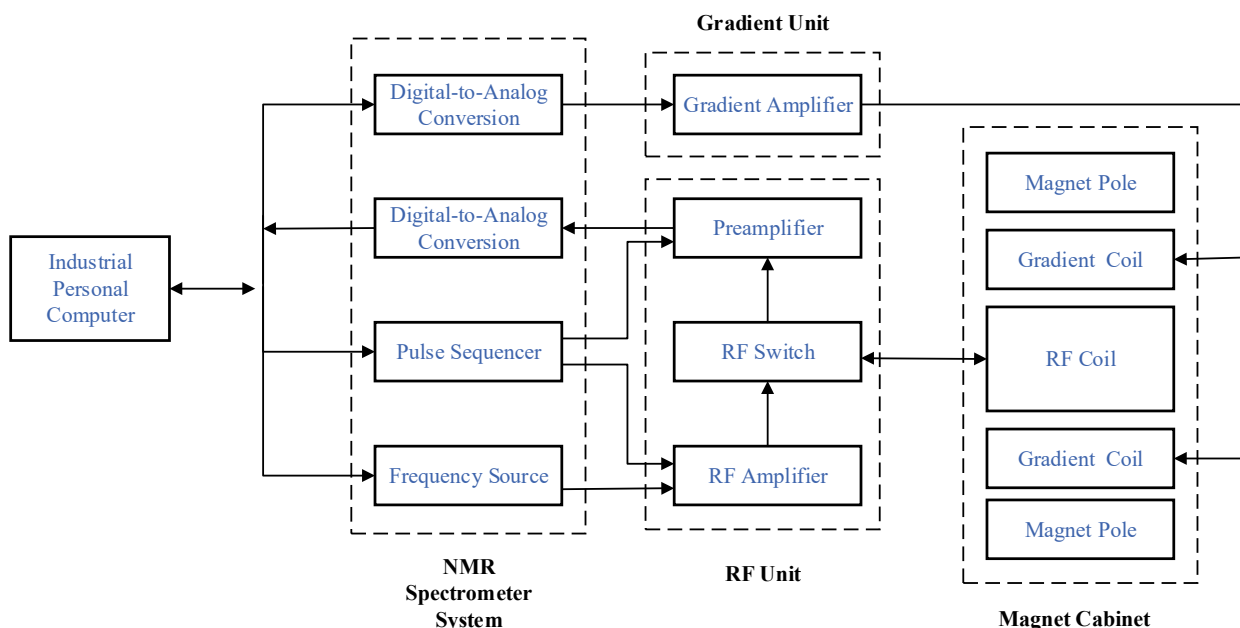 Gradient Unit
Digital-to-Analog
Conversion
Gradient Amplifier
Magnet Pole
Digital-to-Analog
Conversion
Preamplifier
Gradient Coil
Industrial
Personal
Computer
Pulse Sequencer
RF Switch
RF Coil
Frequency Source
RF Amplifier
Gradient Coil
Magnet Pole
NMR
Spectrometer
System
RF Unit
Magnet Cabinet